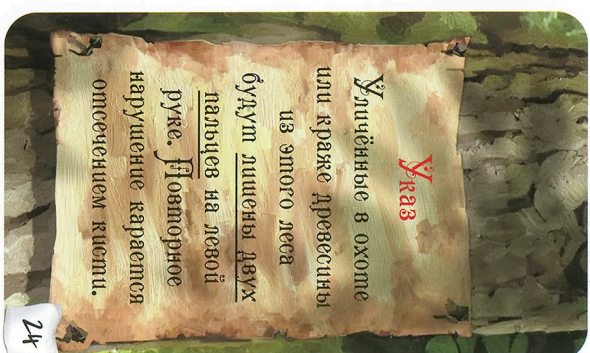 Указ
Уличённые в охоте
или краже древесины
из этого леса
будут лишены двух
пальцев на левой
руке. Повторное
нарушение карается
отсечением кисти.
24